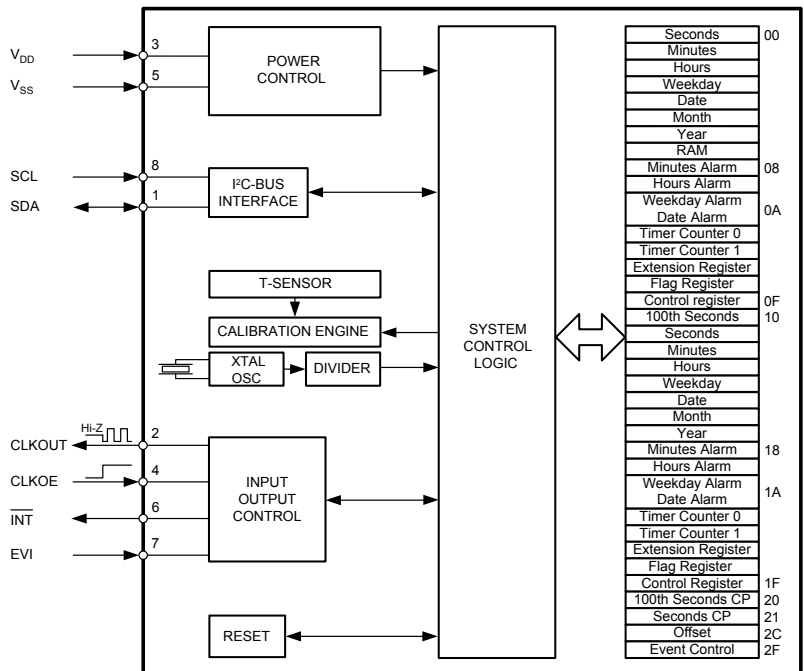 V_DD
3
V_SS
5
POWER
CONTROL
SCL
8
SDA
1
I²C-BUS
INTERFACE
T-SENSOR
CALIBRATION ENGINE
XTAL
OSC
DIVIDER
CLKOUT
Hi-Z
2
CLKOE
4
INT
6
EVI
7
INPUT
OUTPUT
CONTROL
RESET
SYSTEM
CONTROL
LOGIC
Seconds 00
Minutes
Hours
Weekday
Date
Month
Year
RAM
Minutes Alarm 08
Hours Alarm
Weekday Alarm
Date Alarm 0A
Timer Counter 0
Timer Counter 1
Extension Register
Flag Register
Control register 0F
100th Seconds 10
Seconds
Minutes
Hours
Weekday
Date
Month
Year
Minutes Alarm 18
Hours Alarm
Weekday Alarm
Date Alarm 1A
Timer Counter 0
Timer Counter 1
Extension Register
Flag Register
Control Register 1F
100th Seconds CP 20
Seconds CP 21
Offset 2C
Event Control 2F